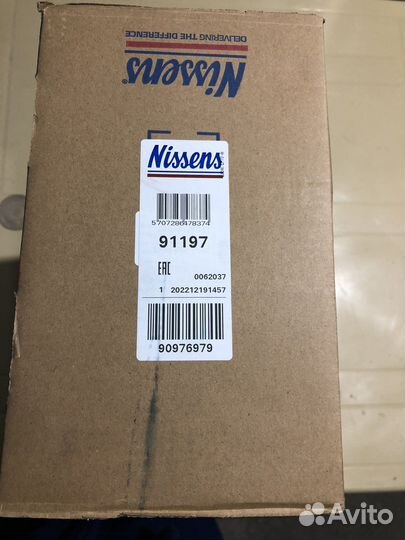 DELIVERING THE DIFFERENCE
Nissens®
Nissens
5707286478374
91197
EAC
0062037
1 202212191457
90976979
Avito